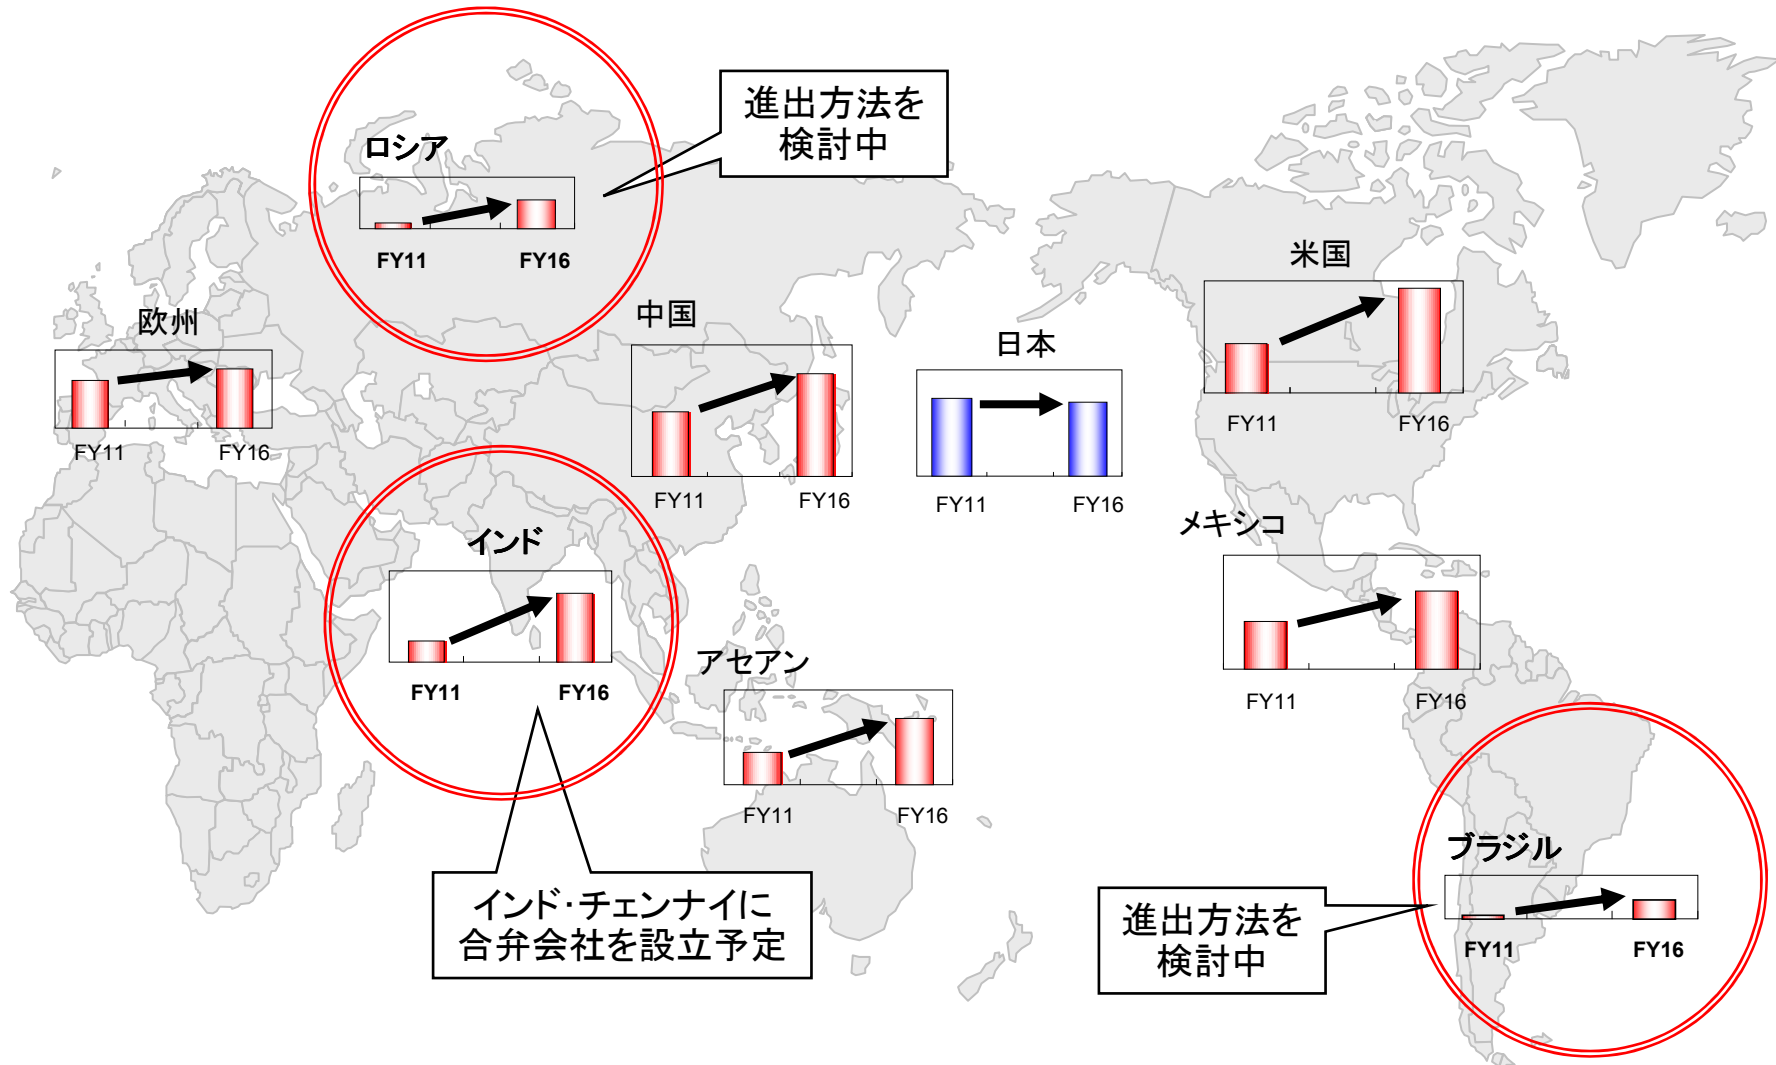 進出方法を
検討中
ロシア
FY11 FY16
米国
FY11 FY16
欧州
FY11 FY16
中国
FY11 FY16
日本
FY11 FY16
メキシコ
FY11 FY16
インド
FY11 FY16
アセアン
FY11 FY16
ブラジル
FY11 FY16
インド・チェンナイに
合弁会社を設立予定
進出方法を
検討中